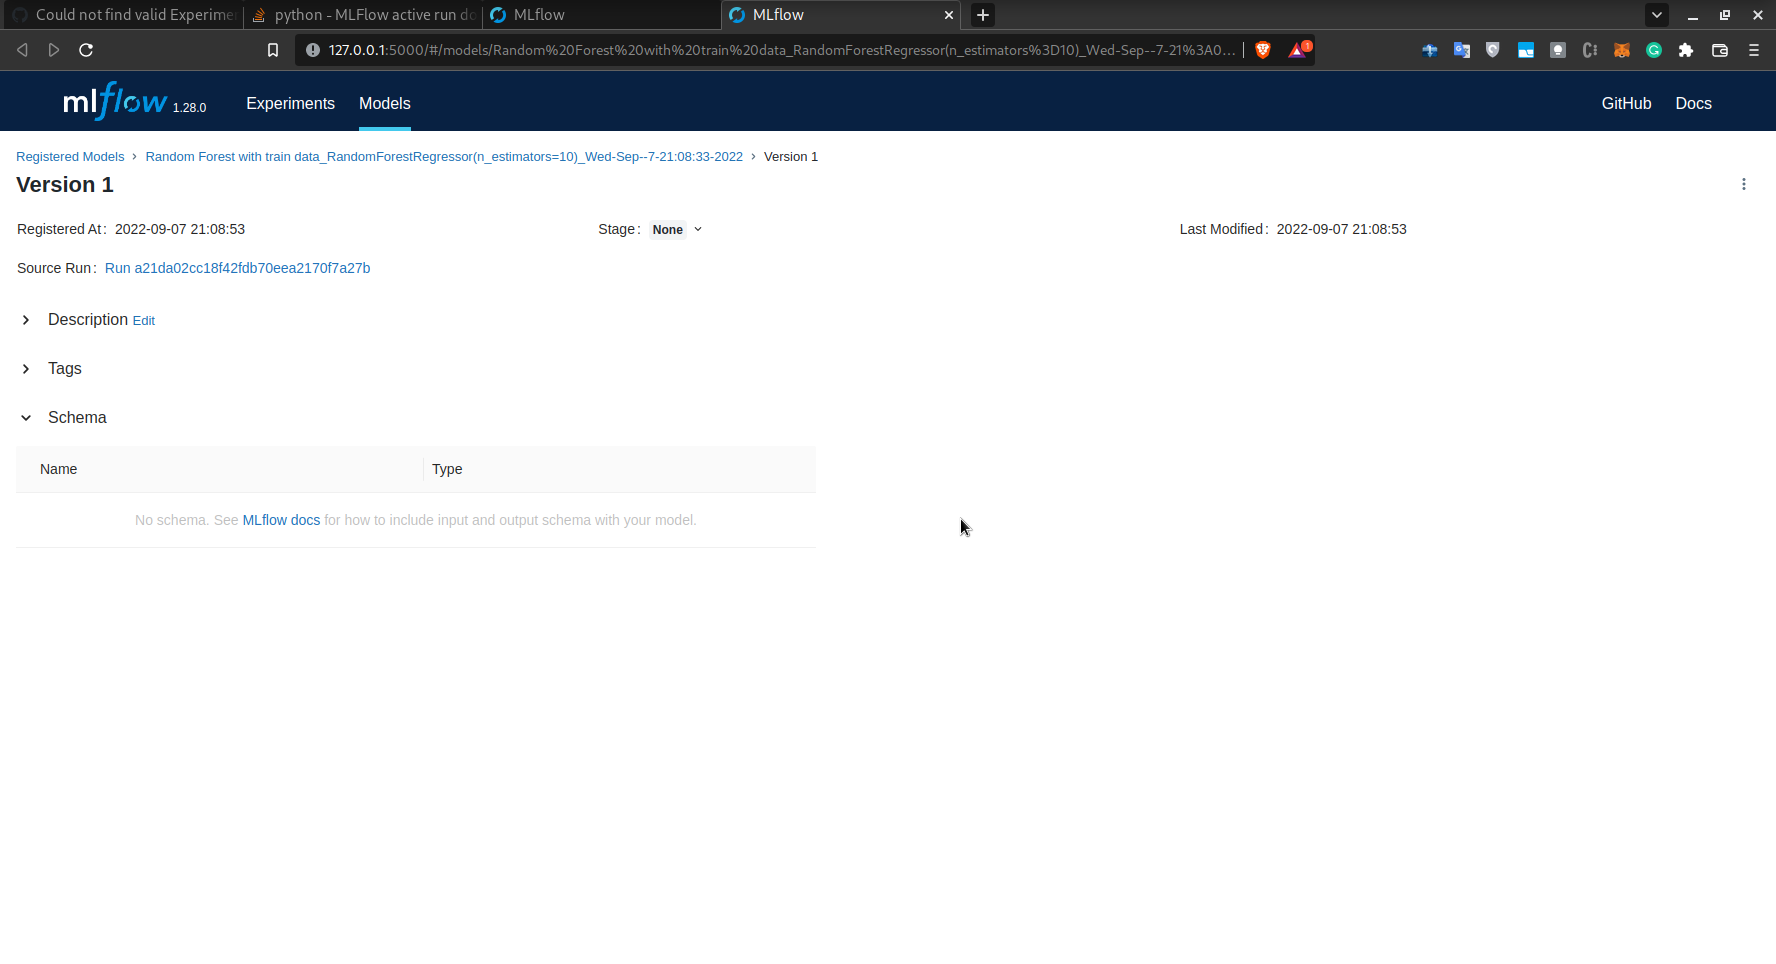 Could not find valid Experime
python - MLFlow active run do
MLflow
MLflow
127.0.0.1:5000/#/models/Random%20Forest%20with%20train%20data_RandomForestRegressor(n_estimators%3D10)_Wed-Sep--7-21%3A0...
1
mlflow 1.28.0
Experiments
Models
GitHub
Docs
Registered Models › Random Forest with train data_RandomForestRegressor(n_estimators=10)_Wed-Sep--7-21:08:33-2022 › Version 1
Version 1
Registered At: 2022-09-07 21:08:53
Stage: None
Last Modified: 2022-09-07 21:08:53
Source Run: Run a21da02cc18f42fdb70eea2170f7a27b
Description Edit
Tags
Schema
Name
Type
No schema. See MLflow docs for how to include input and output schema with your model.